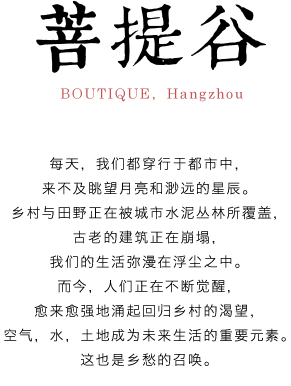 菩提谷
BOUTIQUE, Hangzhou
每天，我们都穿行于都市中，
来不及眺望月亮和渺远的星辰。
乡村与田野正在被城市水泥丛林所覆盖，
古老的建筑正在崩塌，
我们的生活弥漫在浮尘之中。
而今，人们正在不断觉醒，
愈来愈强地涌起回归乡村的渴望，
空气，水，土地成为未来生活的重要元素。
这也是乡愁的召唤。